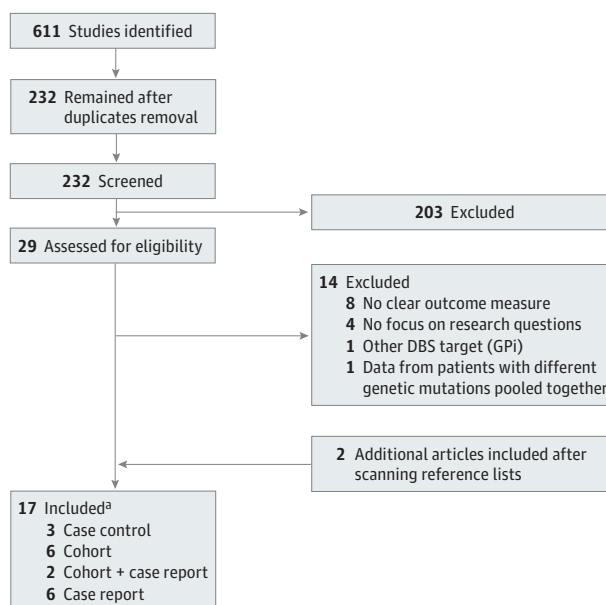 611 Studies identified
232 Remained after
duplicates removal
232 Screened
203 Excluded
29 Assessed for eligibility
14 Excluded
8 No clear outcome measure
4 No focus on research questions
1 Other DBS target (GPi)
1 Data from patients with different
genetic mutations pooled together
2 Additional articles included after
scanning reference lists
17 Includedᵃ
3 Case control
6 Cohort
2 Cohort + case report
6 Case report